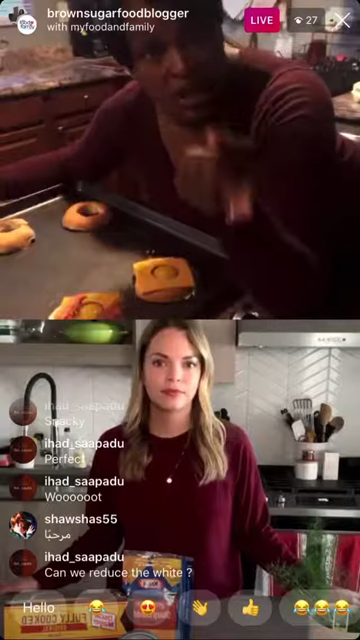 brownsugarfoodblogger
with myfoodandfamily
LIVE
27
ihad_saapadu
Snacky
ihad_saapadu
Perfect
ihad_saapadu
Woooooot
shawshas55
مرحبًا
ihad_saapadu
Can we reduce the white ?
Hello
FULLY COOKED